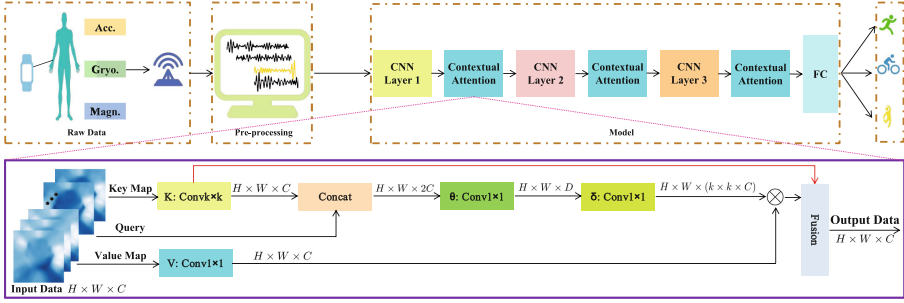 Acc.
Gryo.
Magn.
Raw Data
Pre-processing
CNN
Layer 1
Contextual
Attention
CNN
Layer 2
Contextual
Attention
CNN
Layer 3
Contextual
Attention
FC
Model
Key Map
K: Convk×k
H × W × C
Concat
H × W × 2C
θ: Conv1×1
H × W × D
δ: Conv1×1
H × W × (k × k × C)
Fusion
Output Data
H × W × C
Query
Value Map
V: Conv1×1
H × W × C
Input Data H × W × C